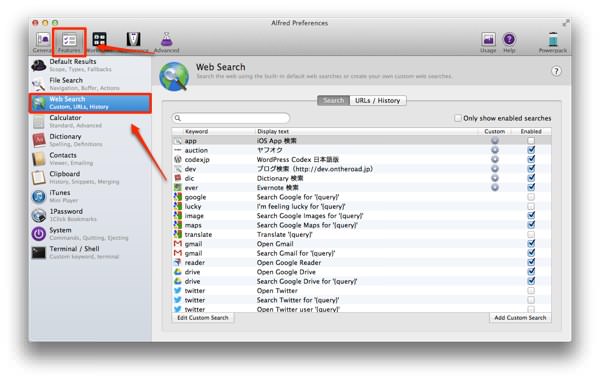 Alfred Preferences
General
Features
Advanced
Usage
Help
Powerpack
Default Results
Scope, Types, Fallbacks
File Search
Navigation, Buffer, Actions
Web Search
Custom, URLs, History
Calculator
Standard, Advanced
Dictionary
Spelling, Definitions
Contacts
Viewer, Emailing
Clipboard
History, Snippets, Merging
iTunes
Mini Player
1Password
1Click Bookmarks
System
Commands, Quitting, Ejecting
Terminal / Shell
Custom keyword, terminal
Web Search
Search the web using the built-in default web searches or create your own custom web searches.
?
Search
URLs / History
Only show enabled searches
Keyword Display text Custom Enabled
app iOS App 検索
auction ヤフオク
codexjp WordPress Codex 日本語版
dev ブログ検索（http://dev.ontheroad.jp）
dic Dictionary 検索
ever Evernote 検索
google Search Google for '{query}'
lucky I'm feeling lucky for '{query}'
image Search Google Images for '{query}'
maps Search Google Maps for '{query}'
translate Translate '{query}'
gmail Open Gmail
gmail Search Gmail for '{query}'
reader Open Google Reader
drive Open Google Drive
drive Search Google Drive for '{query}'
twitter Open Twitter
twitter Search Twitter for '{query}'
twitter Open Twitter user '{query}'
Edit Custom Search
Add Custom Search